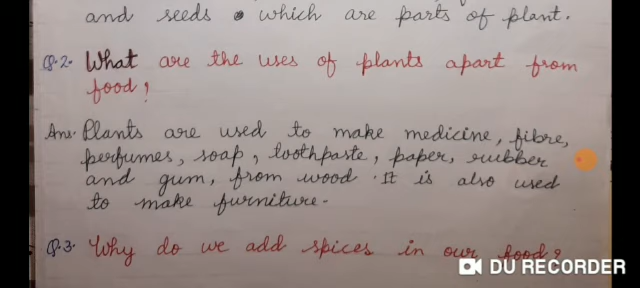 and seeds which are parts of plant.
Q.2. What are the uses of plants apart from
food?
Ans. Plants are used to make medicine, fibre,
perfumes, soap, toothpaste, paper, rubber
and gum, from wood. It is also used
to make furniture.
Q.3. Why do we add spices in our food?
DU RECORDER